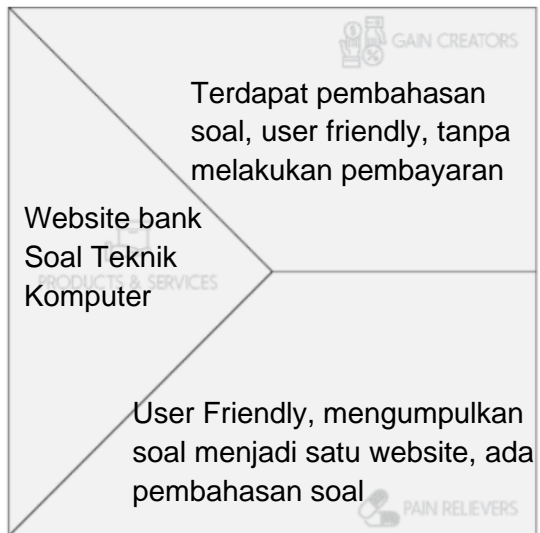 GAIN CREATORS
Terdapat pembahasan
soal, user friendly, tanpa
melakukan pembayaran
Website bank
Soal Teknik
Komputer
PRODUCTS & SERVICES
User Friendly, mengumpulkan
soal menjadi satu website, ada
pembahasan soal
PAIN RELIEVERS